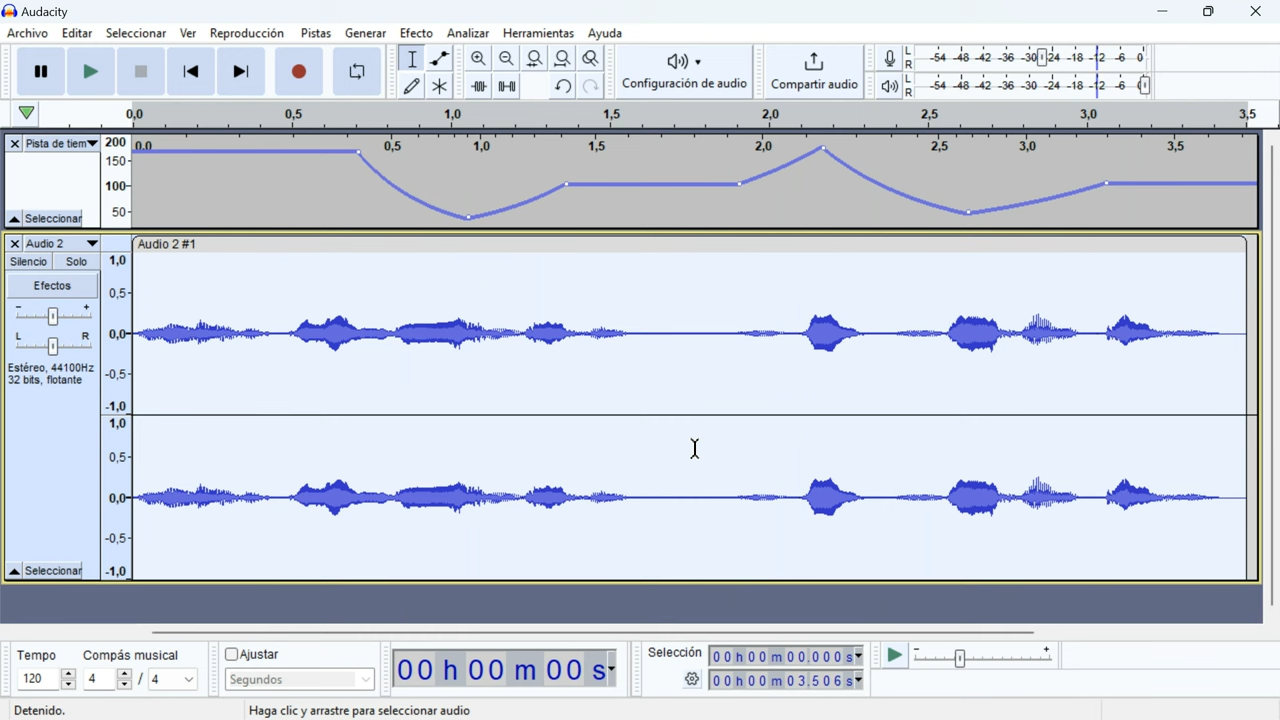 Audacity
Archivo Editar Seleccionar Ver Reproducción Pistas Generar Efecto Analizar Herramientas Ayuda
Configuración de audio
Compartir audio
L R -54 -48 -42 -36 -30 -24 -18 -12 -6 0
L R -54 -48 -42 -36 -30 -24 -18 -12 -6
0,0 0,5 1,0 1,5 2,0 2,5 3,0 3,5
Pista de tiem
200 150 100 50
0,0 0,5 1,0 1,5 2,0 2,5 3,0 3,5
Seleccionar
Audio 2
Audio 2 #1
Silencio Solo
Efectos
- +
L R
Estéreo, 44100Hz
32 bits, flotante
1,0
0,5
0,0
-0,5
-1,0
1,0
0,5
0,0
-0,5
-1,0
Seleccionar
Tempo Compás musical
120 4 / 4
Ajustar
Segundos
00 h 00 m 00 s
Selección
00 h 00 m 00.000 s
00 h 00 m 03.506 s
- +
Detenido.
Haga clic y arrastre para seleccionar audio